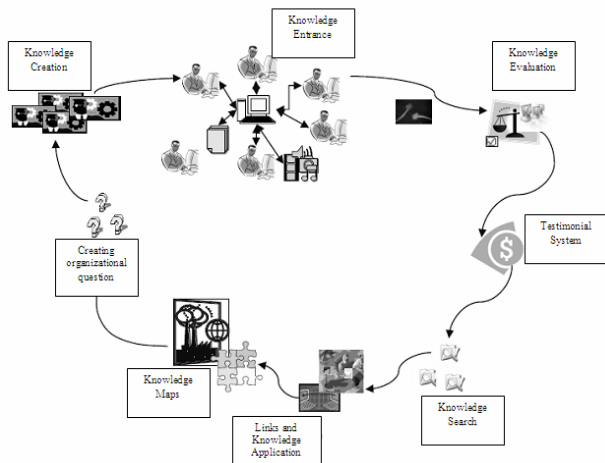 Knowledge
Entrance
Knowledge
Creation
Knowledge
Evaluation
Testimonial
System
Creating
organizational
question
Knowledge
Maps
Knowledge
Search
Links and
Knowledge
Application